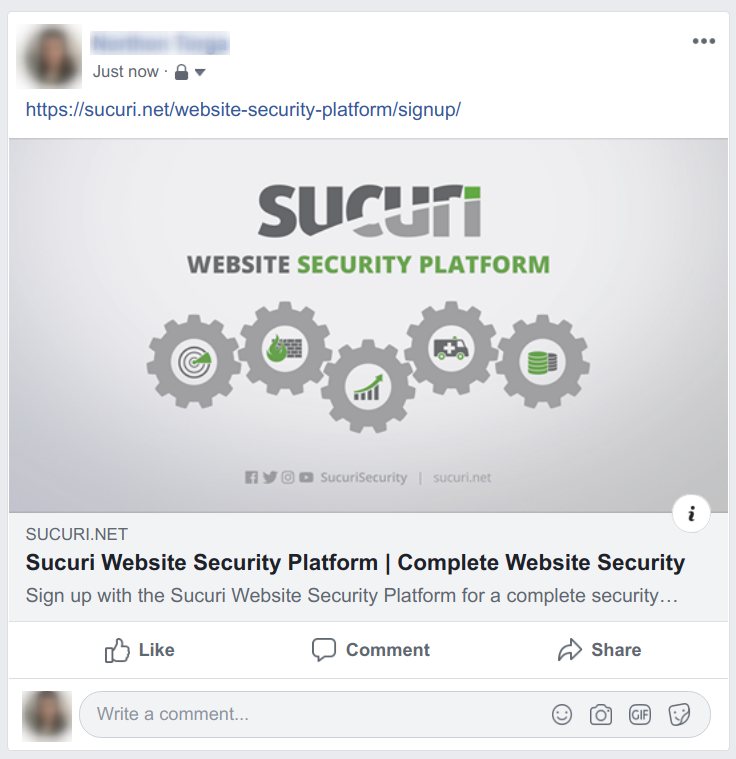 Just now ·
https://sucuri.net/website-security-platform/signup/
SUCURI
WEBSITE SECURITY PLATFORM
SucuriSecurity | sucuri.net
SUCURI.NET
Sucuri Website Security Platform | Complete Website Security
Sign up with the Sucuri Website Security Platform for a complete security…
Like Comment Share
Write a comment... GIF